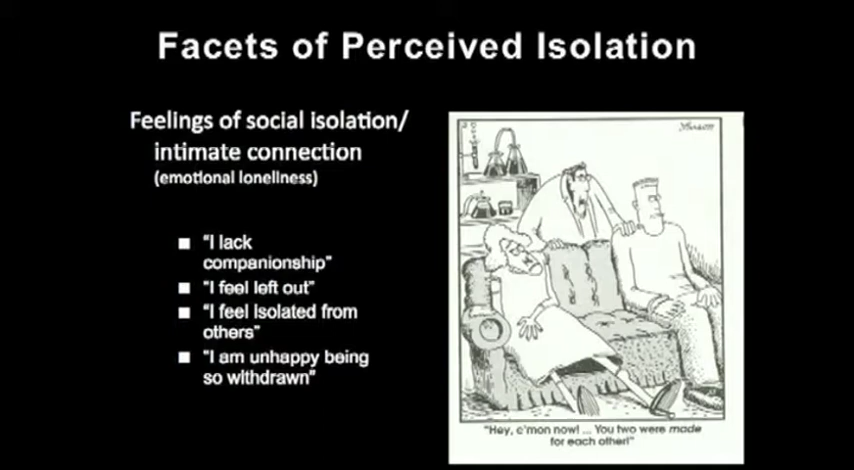 Facets of Perceived Isolation
Feelings of social isolation/
intimate connection
(emotional loneliness)
"I lack
companionship"
"I feel left out"
"I feel isolated from
others"
"I am unhappy being
so withdrawn"
"Hey, c'mon now! ... You two were made
for each other!"